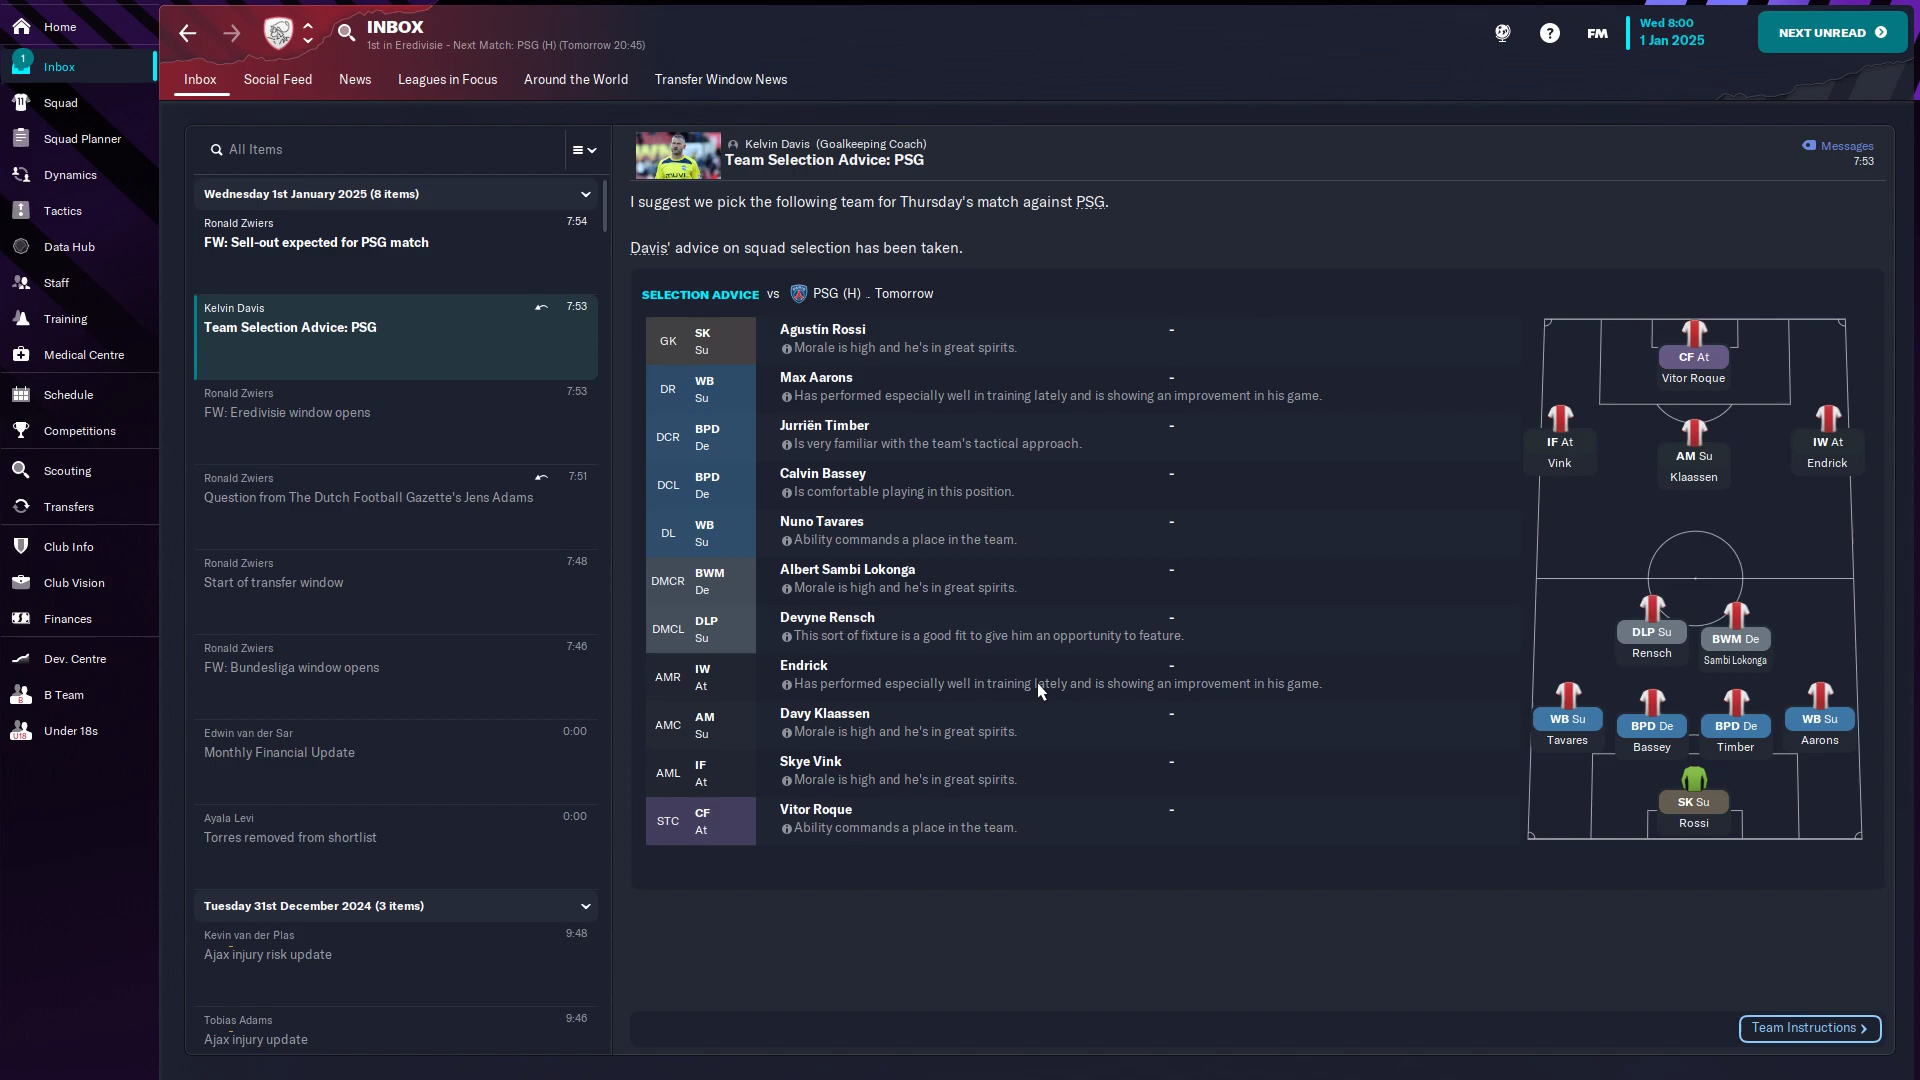 Home
1
Inbox
Squad
Squad Planner
Dynamics
Tactics
Data Hub
Staff
Training
Medical Centre
Schedule
Competitions
Scouting
Transfers
Club Info
Club Vision
Finances
Dev. Centre
B Team
Under 18s
INBOX
1st in Eredivisie - Next Match: PSG (H) (Tomorrow 20:45)
FM
Wed 8:00
1 Jan 2025
NEXT UNREAD
Inbox
Social Feed
News
Leagues in Focus
Around the World
Transfer Window News
All Items
Wednesday 1st January 2025 (8 items)
Ronald Zwiers 7:54
FW: Sell-out expected for PSG match
Kelvin Davis 7:53
Team Selection Advice: PSG
Ronald Zwiers 7:53
FW: Eredivisie window opens
Ronald Zwiers 7:51
Question from The Dutch Football Gazette's Jens Adams
Ronald Zwiers 7:48
Start of transfer window
Ronald Zwiers 7:46
FW: Bundesliga window opens
Edwin van der Sar 0:00
Monthly Financial Update
Ayala Levi 0:00
Torres removed from shortlist
Tuesday 31st December 2024 (3 items)
Kevin van der Plas 9:48
Ajax injury risk update
Tobias Adams 9:46
Ajax injury update
Kelvin Davis (Goalkeeping Coach)
Team Selection Advice: PSG
Messages
7:53
I suggest we pick the following team for Thursday's match against PSG.
Davis' advice on squad selection has been taken.
SELECTION ADVICE vs PSG (H) .. Tomorrow
GK SK Su Agustín Rossi -
Morale is high and he's in great spirits.
DR WB Su Max Aarons -
Has performed especially well in training lately and is showing an improvement in his game.
DCR BPD De Jurriën Timber -
Is very familiar with the team's tactical approach.
DCL BPD De Calvin Bassey -
Is comfortable playing in this position.
DL WB Su Nuno Tavares -
Ability commands a place in the team.
DMCR BWM De Albert Sambi Lokonga -
Morale is high and he's in great spirits.
DMCL DLP Su Devyne Rensch -
This sort of fixture is a good fit to give him an opportunity to feature.
AMR IW At Endrick -
Has performed especially well in training lately and is showing an improvement in his game.
AMC AM Su Davy Klaassen -
Morale is high and he's in great spirits.
AML IF At Skye Vink -
Morale is high and he's in great spirits.
STC CF At Vitor Roque -
Ability commands a place in the team.
CF At
Vitor Roque
IF At
Vink
AM Su
Klaassen
IW At
Endrick
DLP Su
Rensch
BWM De
Sambi Lokonga
WB Su
Tavares
BPD De
Bassey
BPD De
Timber
WB Su
Aarons
SK Su
Rossi
Team Instructions